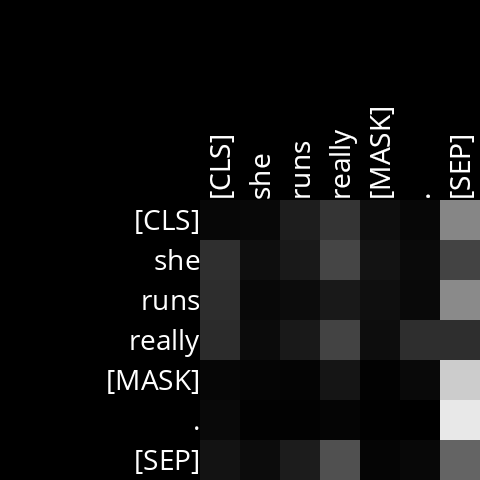 [CLS] she runs really [MASK] . [SEP]
[CLS]
she
runs
really
[MASK]
.
[SEP]